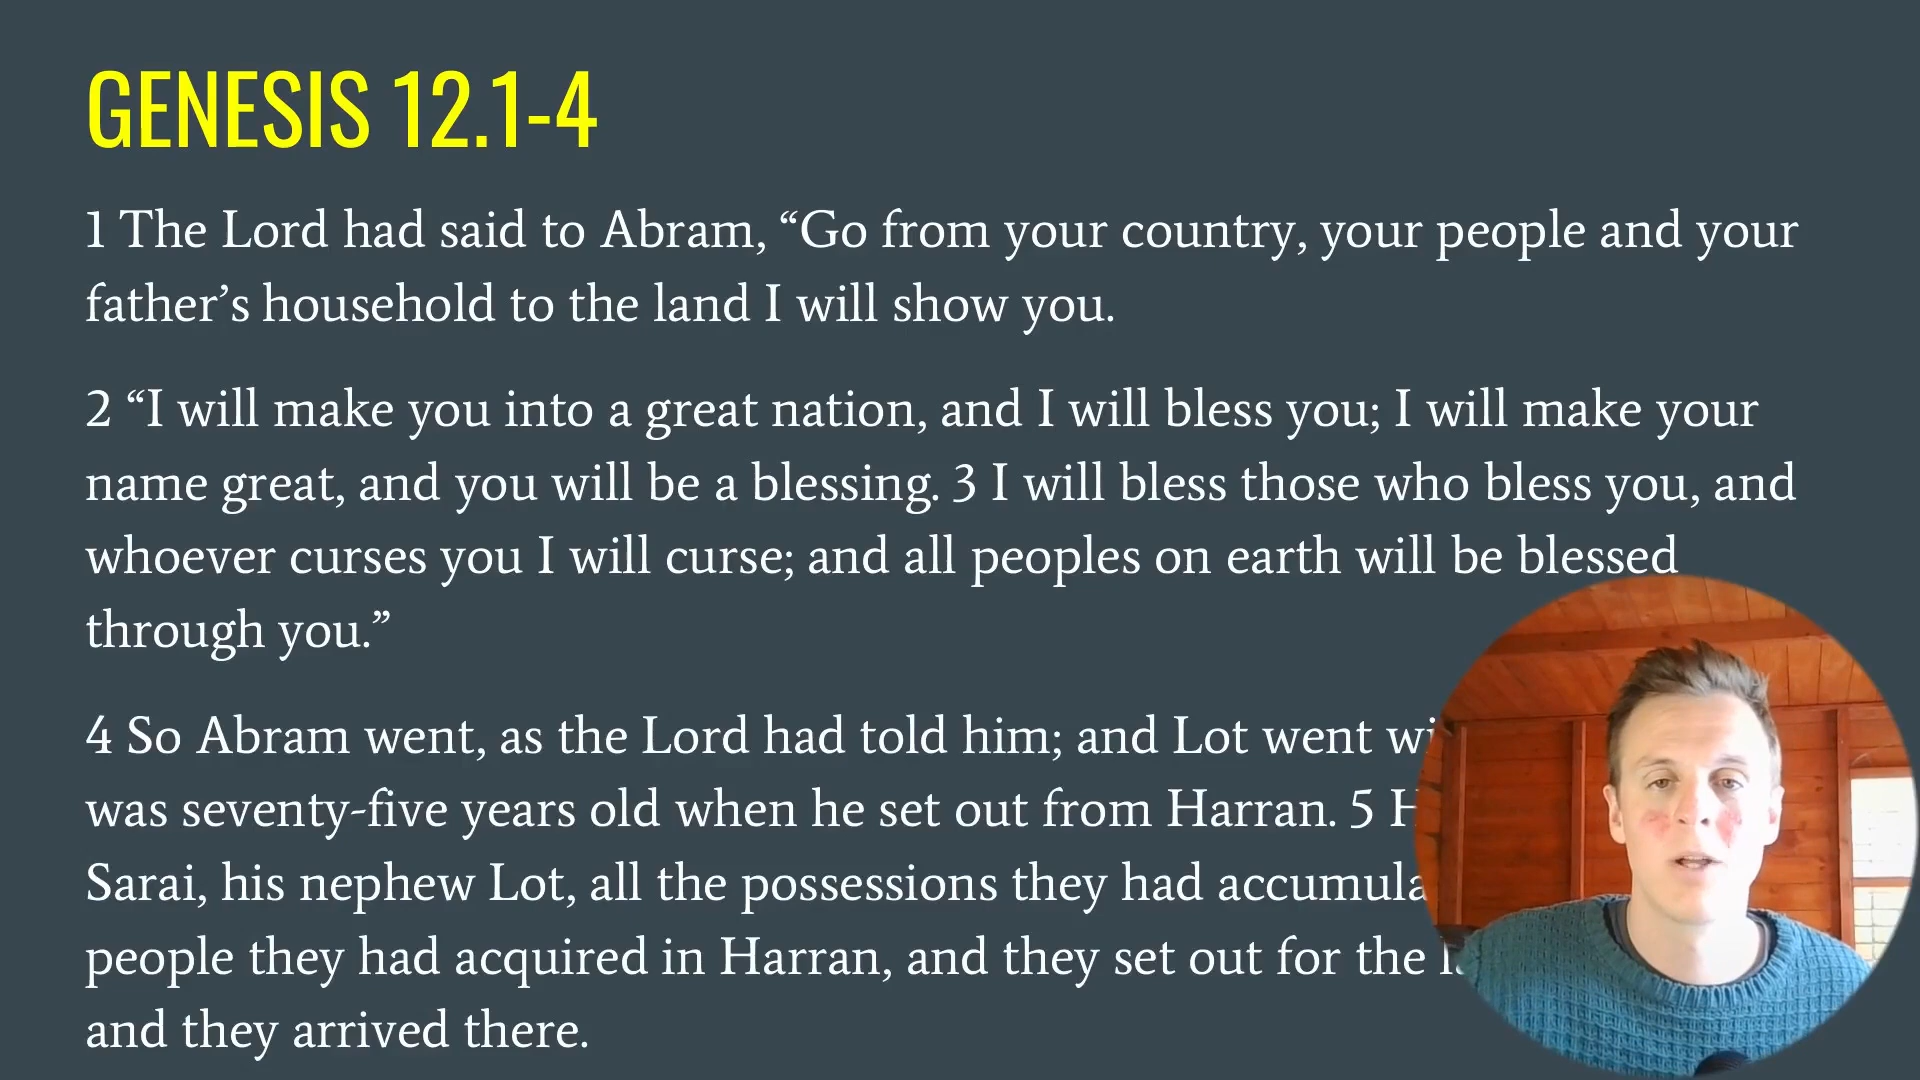 GENESIS 12.1-4
1 The Lord had said to Abram, “Go from your country, your people and your
father’s household to the land I will show you.
2 “I will make you into a great nation, and I will bless you; I will make your
name great, and you will be a blessing. 3 I will bless those who bless you, and
whoever curses you I will curse; and all peoples on earth will be blessed
through you.”
4 So Abram went, as the Lord had told him; and Lot went
was seventy-five years old when he set out from Harran. 5
Sarai, his nephew Lot, all the possessions they had
people they had acquired in Harran, and they set out for the
and they arrived there.